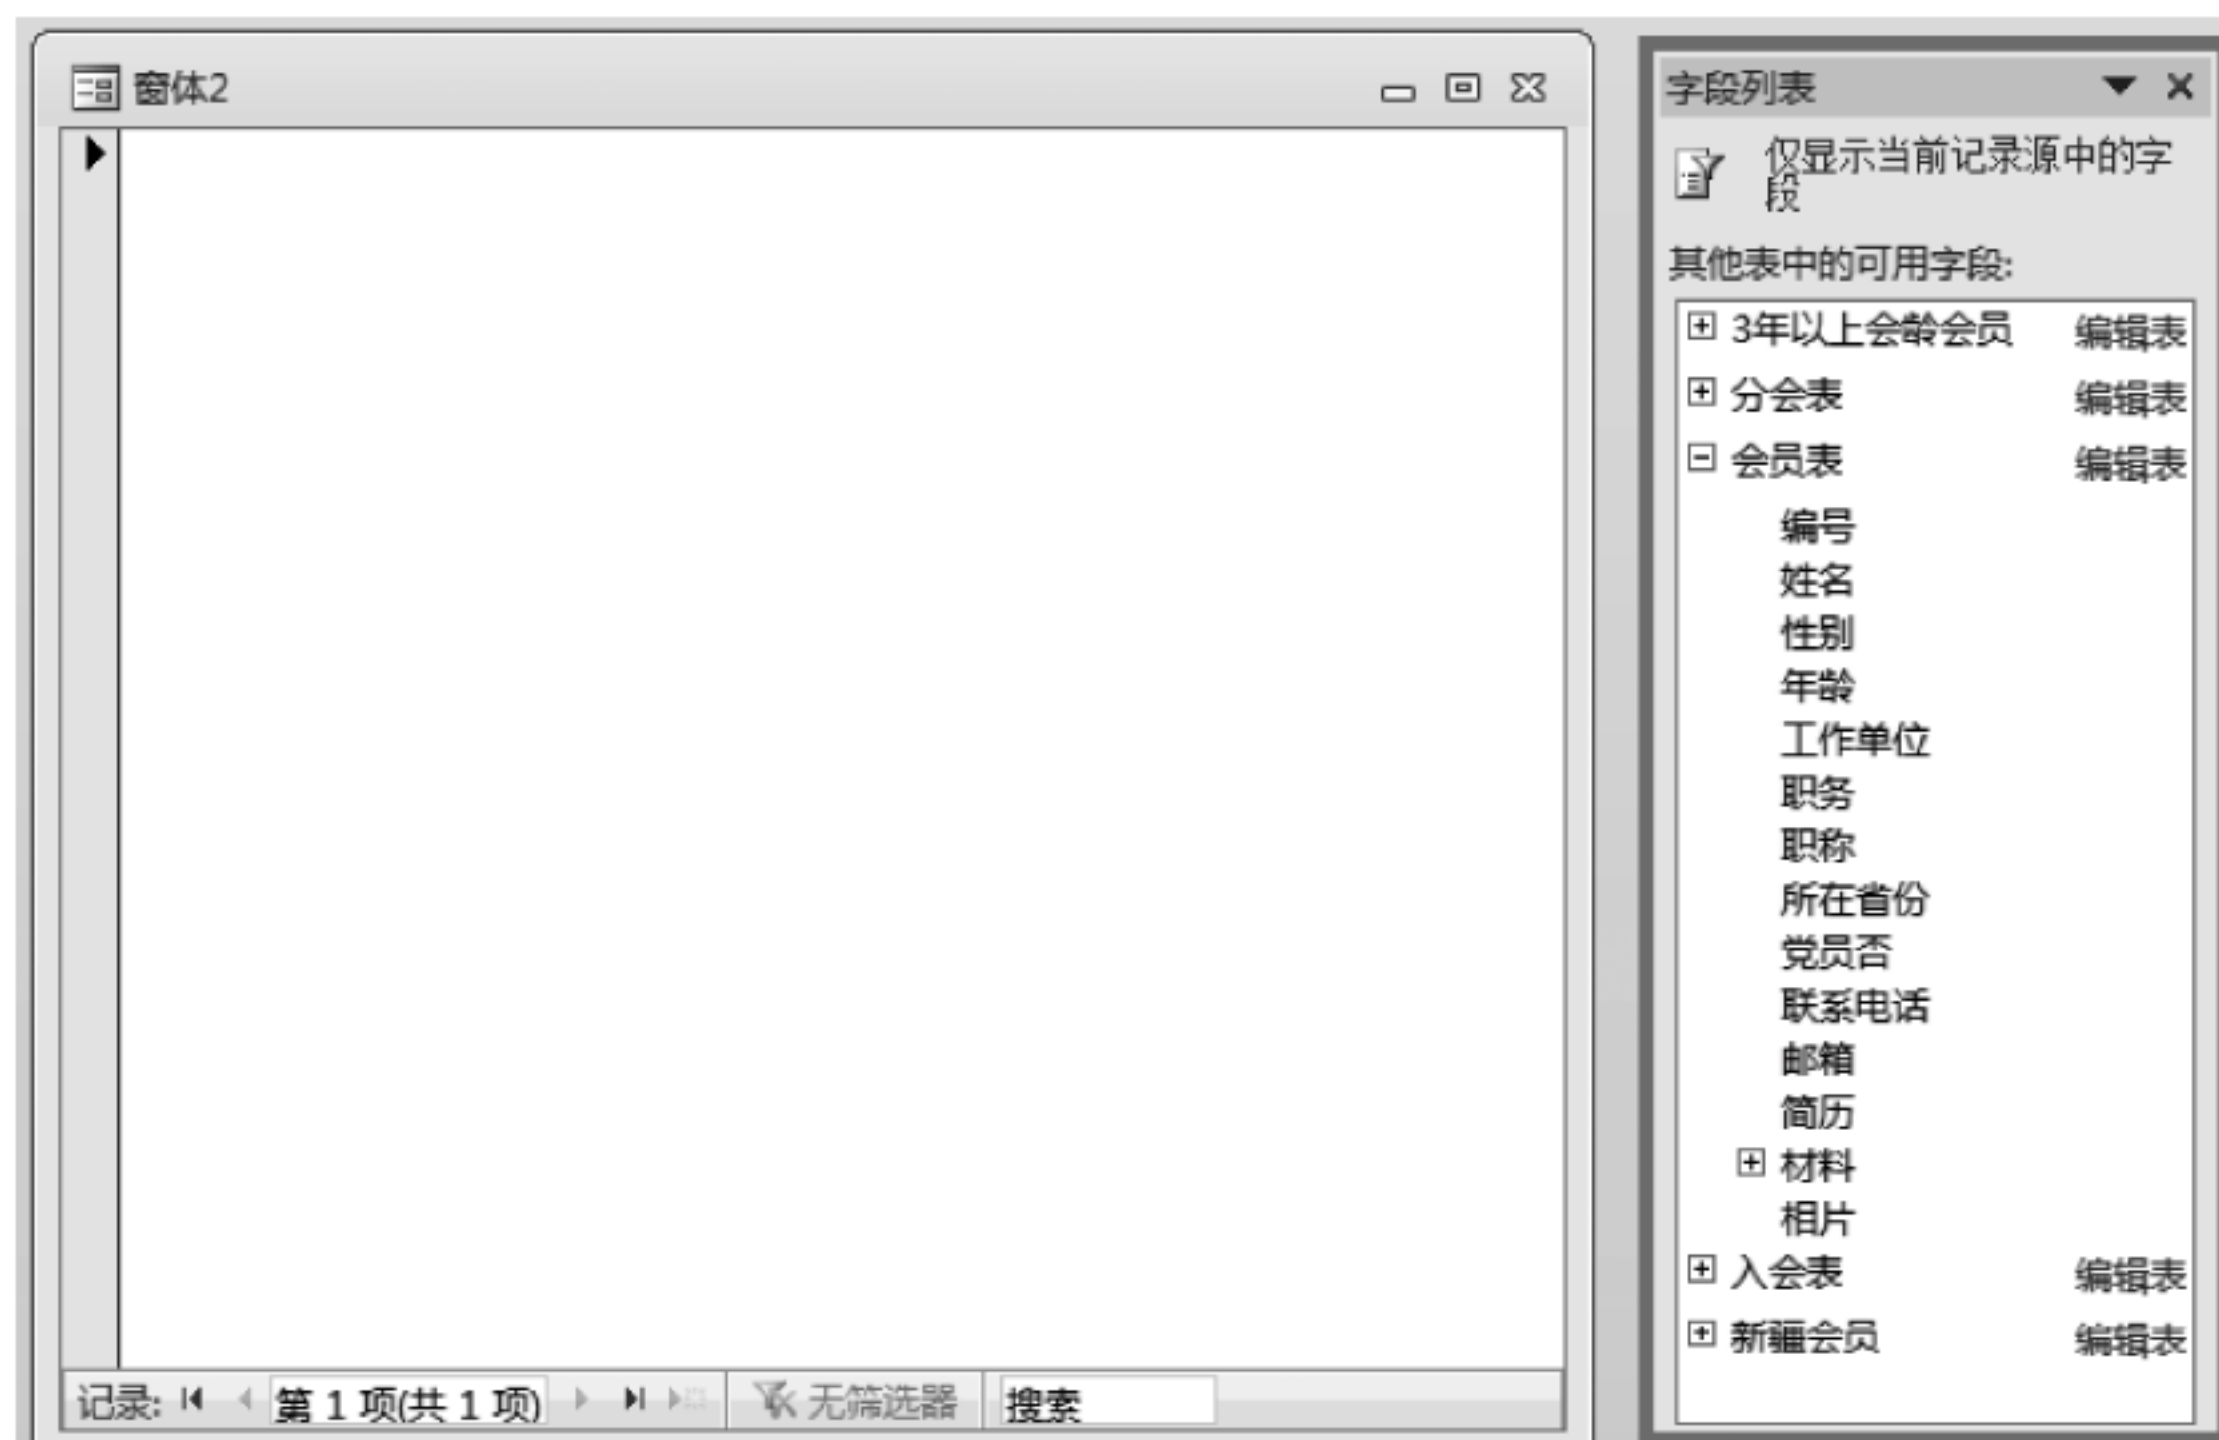 窗体2
记录: 第 1 项(共 1 项) 无筛选器 搜索
字段列表
仅显示当前记录源中的字
段
其他表中的可用字段:
3年以上会龄会员 编辑表
分会表 编辑表
会员表 编辑表
编号
姓名
性别
年龄
工作单位
职务
职称
所在省份
党员否
联系电话
邮箱
简历
材料
相片
入会表 编辑表
新疆会员 编辑表